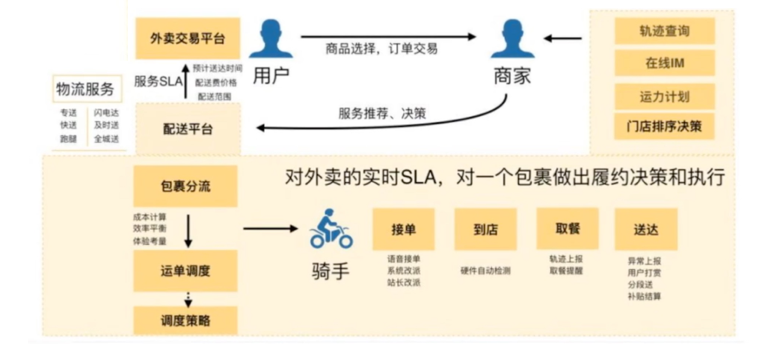 外卖交易平台
用户
商品选择，订单交易
商家
轨迹查询
在线IM
运力计划
门店排序决策
服务SLA
预计送达时间
配送费价格
配送范围
物流服务
专送 闪电达
快送 及时送
跑腿 全城送
配送平台
服务推荐、决策
对外卖的实时SLA，对一个包裹做出履约决策和执行
包裹分流
成本计算
效率平衡
体验考量
运单调度
调度策略
骑手
接单
语音接单
系统改派
站长改派
到店
硬件自动检测
取餐
轨迹上报
取餐提醒
送达
异常上报
用户打赏
分段送
补贴结算